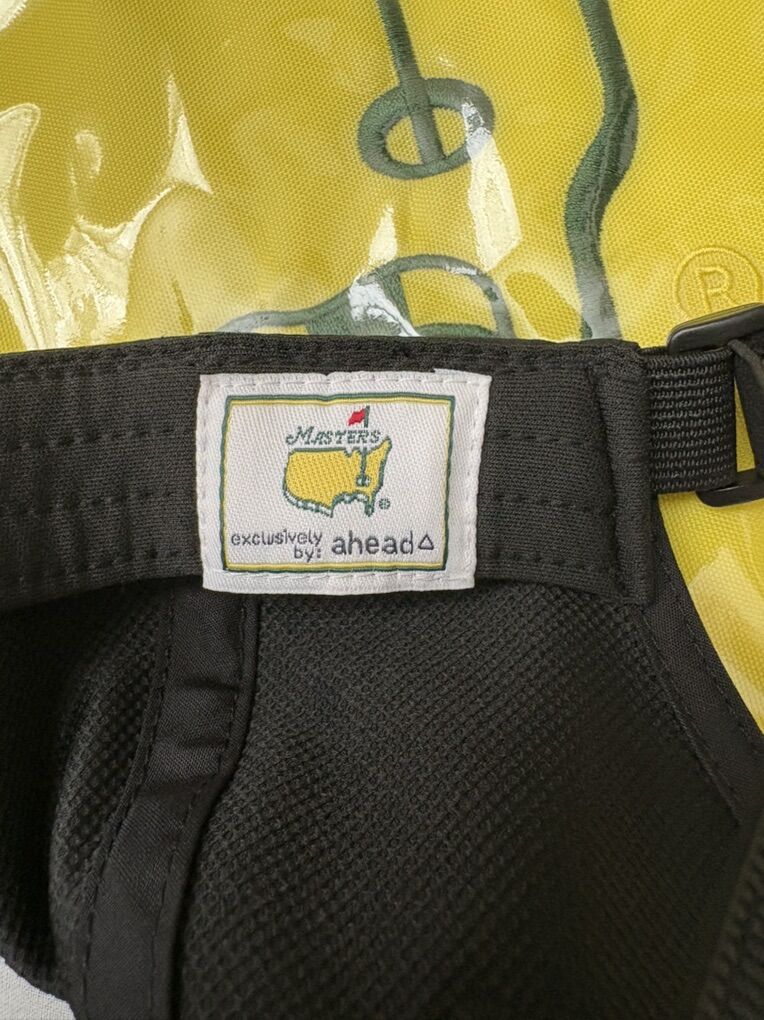 ®
MASTERS
®
exclusively
by: ahead